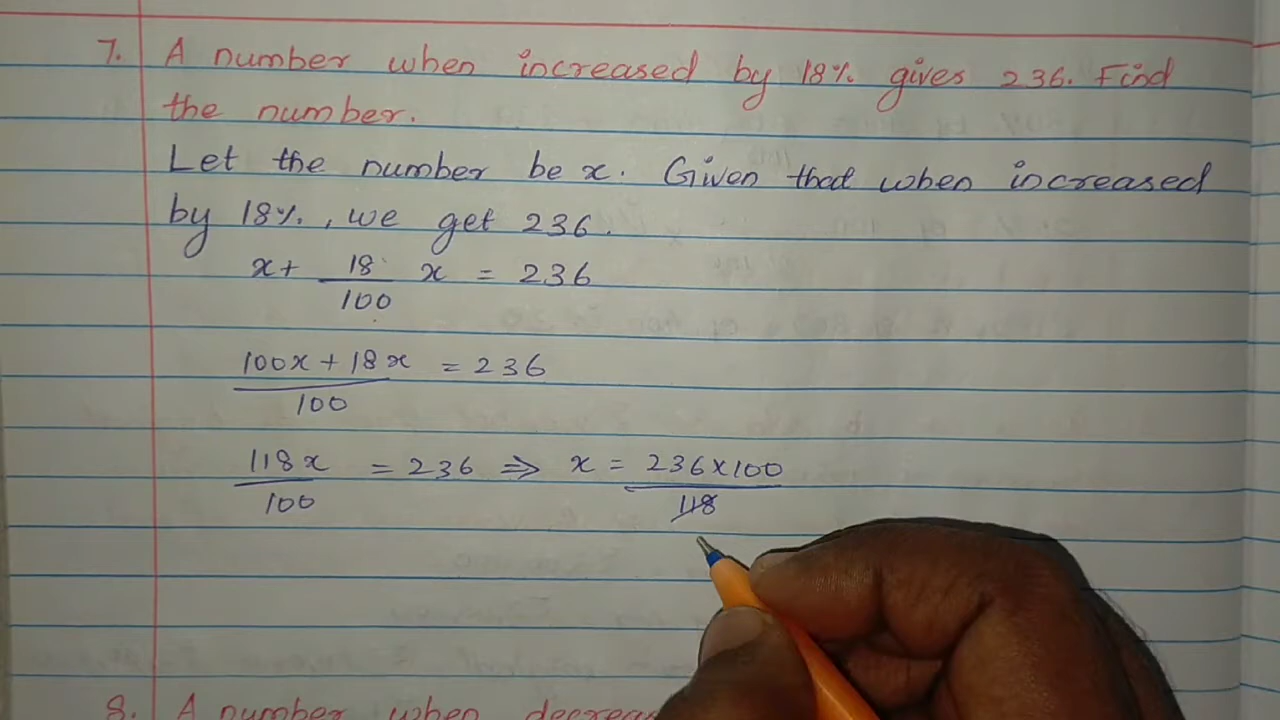 7. A number when increased by 18% gives 236. Find
the number.
Let the number be x. Given that when increased
by 18%, we get 236.
x + 18/100 x = 236
100x + 18x / 100 = 236
118x / 100 = 236 ⇒ x = 236 × 100 / 118
8. A number when